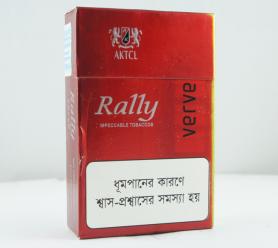 AKTCL
Rally
IMPECCABLE TOBACCOS
verve
ধূমপানের কারণে
শ্বাস-প্রশ্বাসের সমস্যা হয়